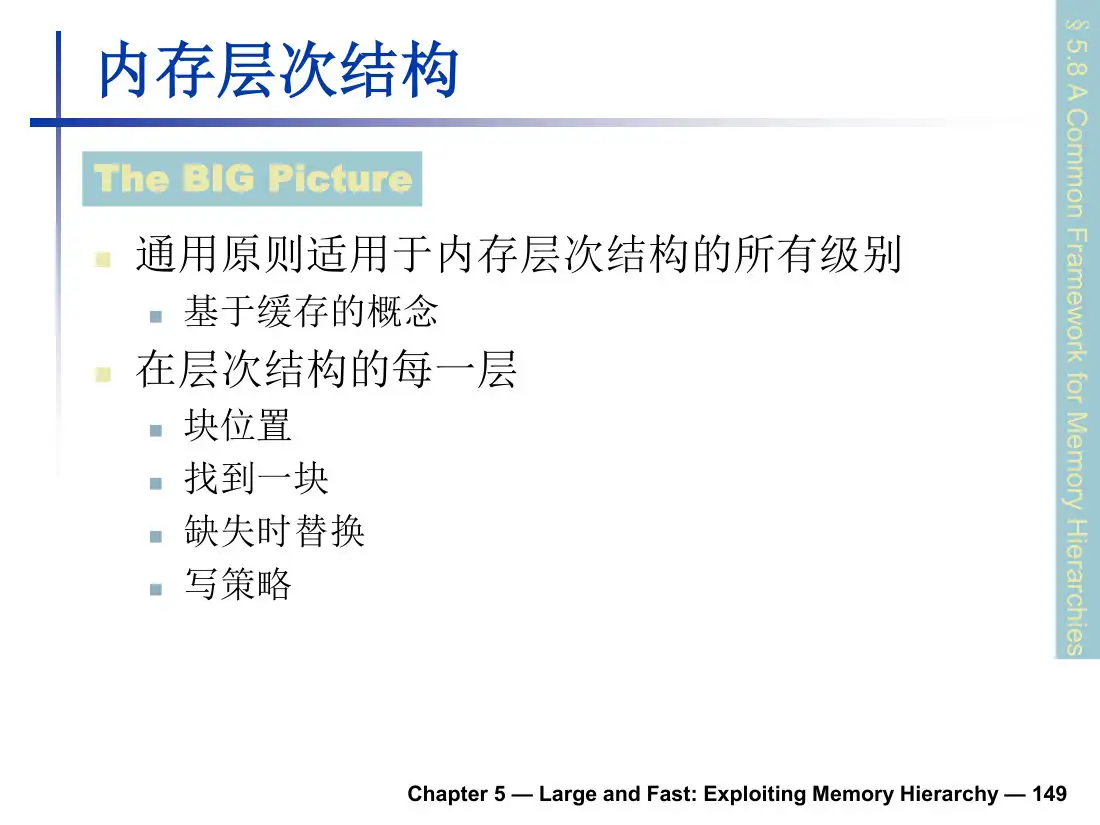 内存层次结构
The BIG Picture
通用原则适用于内存层次结构的所有级别
基于缓存的概念
在层次结构的每一层
块位置
找到一块
缺失时替换
写策略
§5.8 A Common Framework for Memory Hierarchies
Chapter 5 — Large and Fast: Exploiting Memory Hierarchy — 149